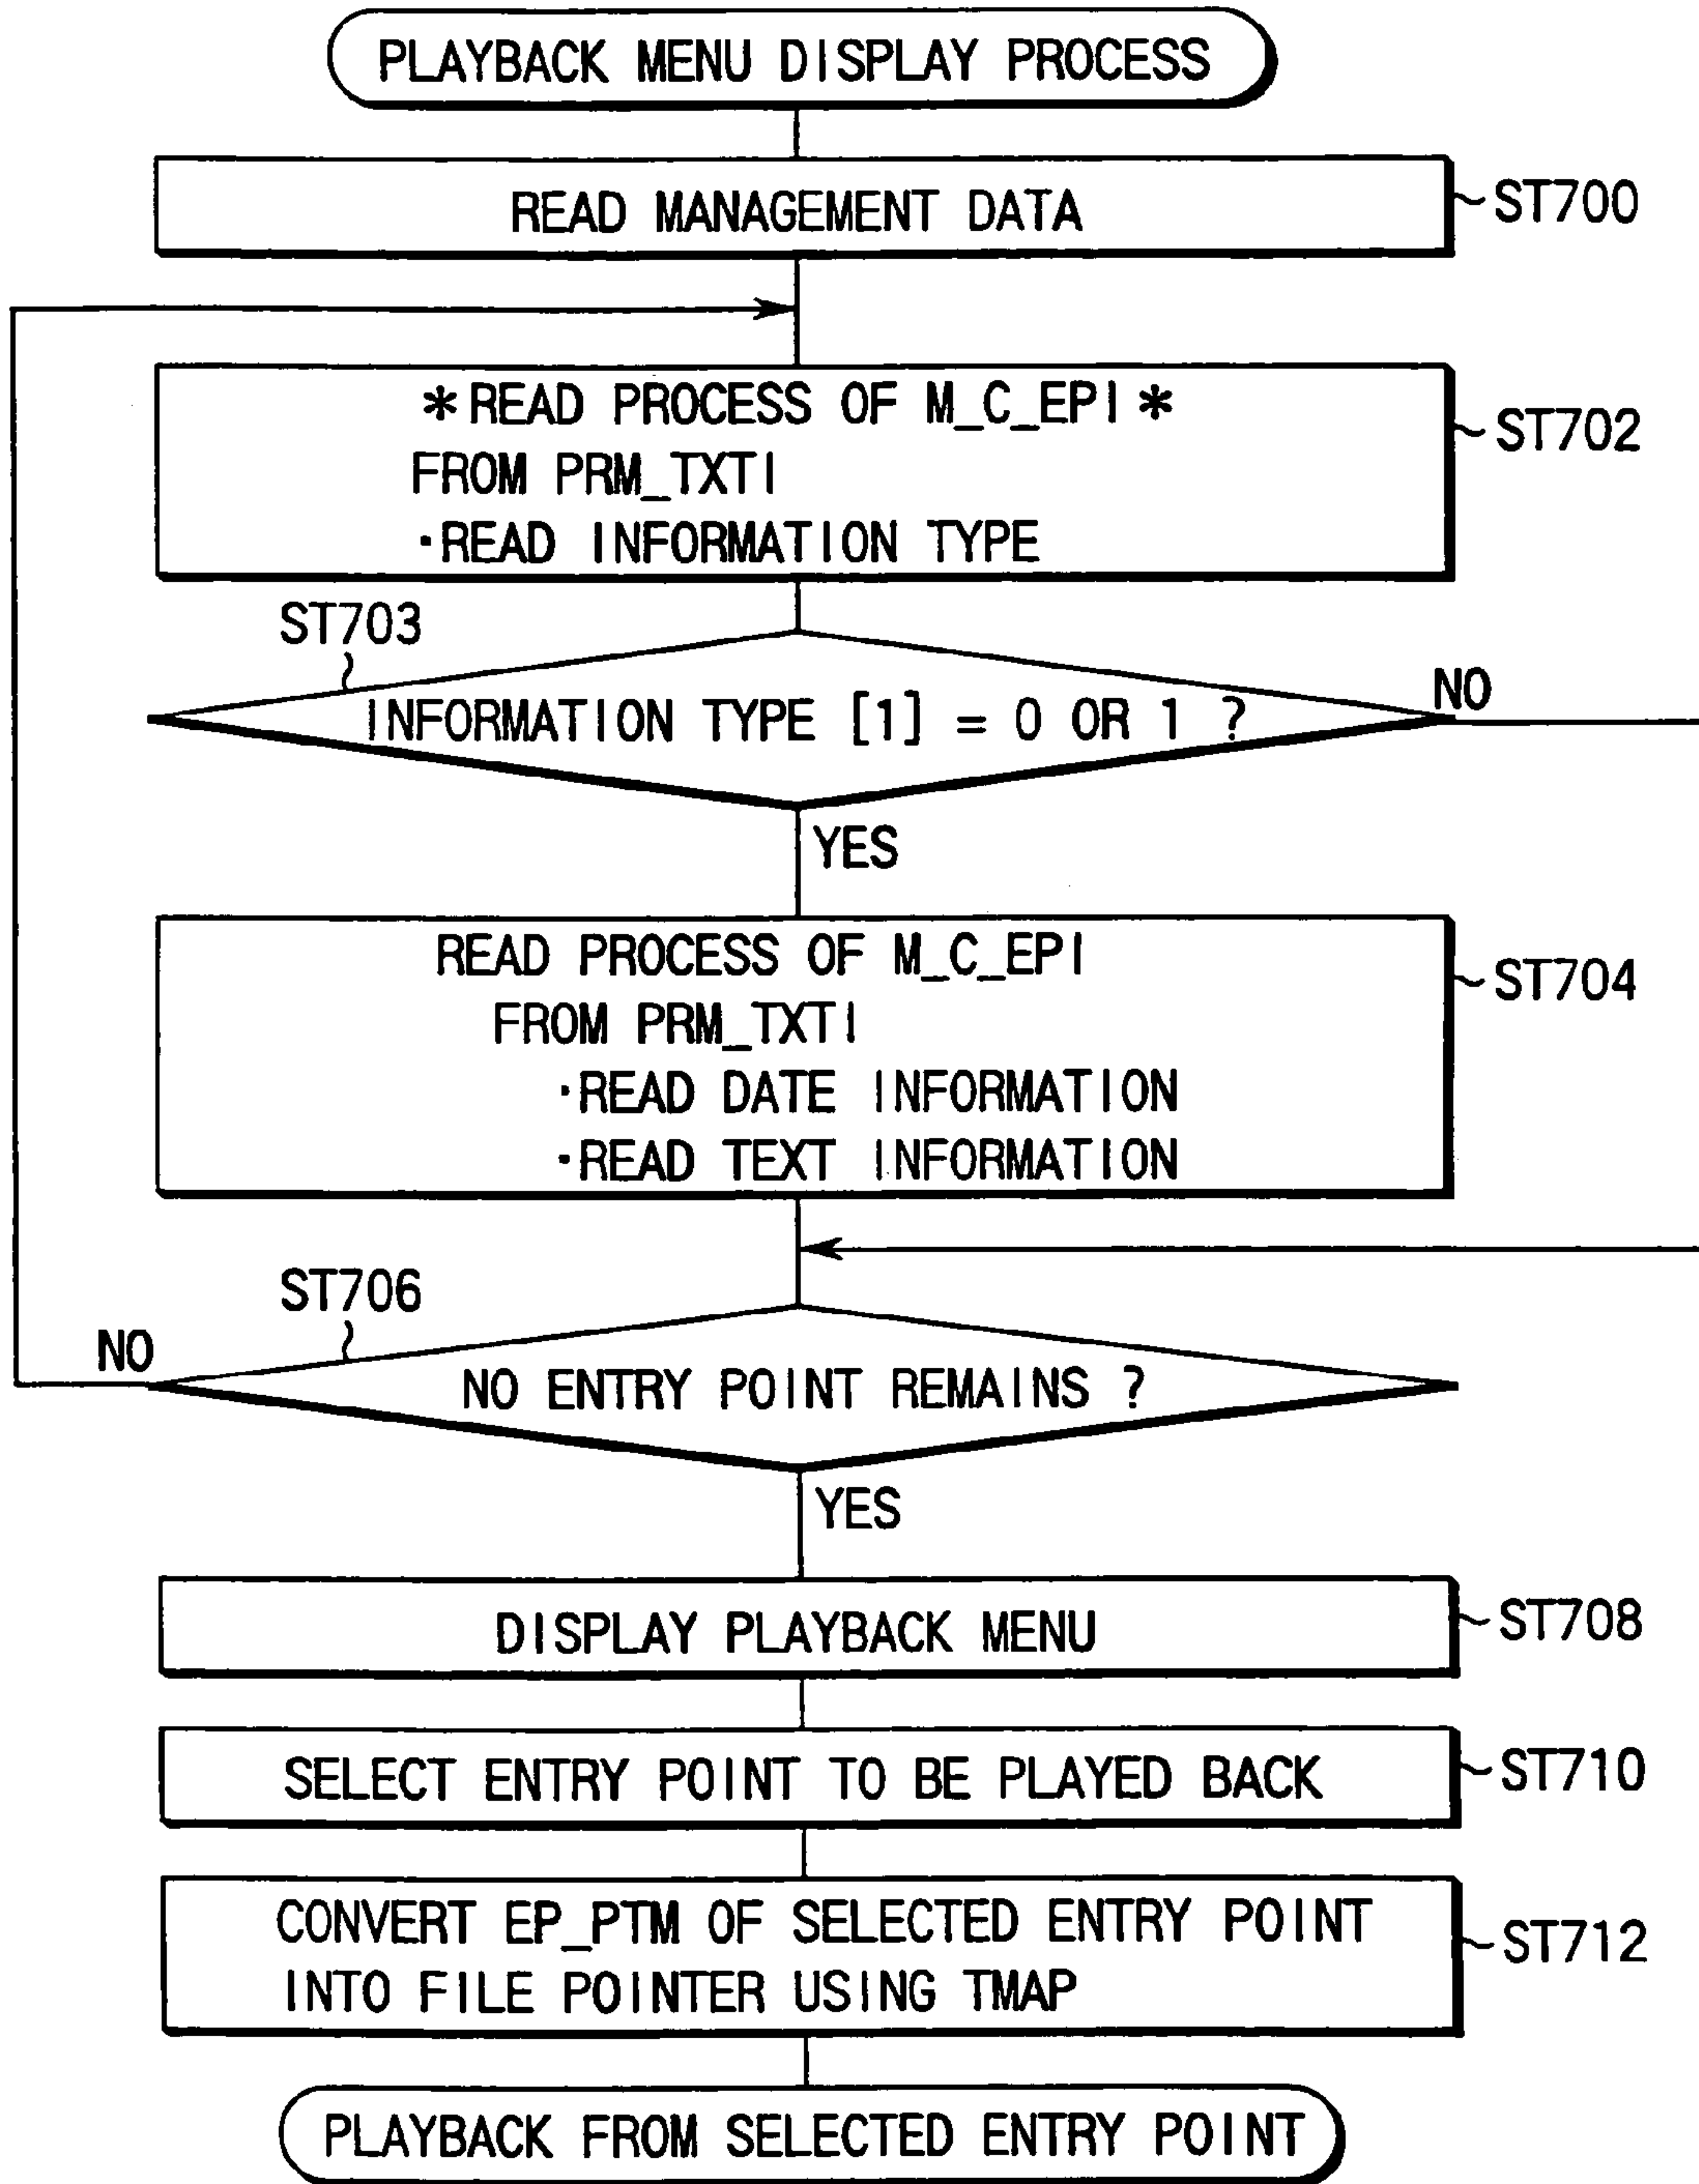 PLAYBACK MENU DISPLAY PROCESS
READ MANAGEMENT DATA
ST700
*READ PROCESS OF M_C_EPI*
FROM PRM_TXTI
·READ INFORMATION TYPE
ST702
ST703
INFORMATION TYPE [1] = 0 OR 1 ?
NO
YES
READ PROCESS OF M_C_EPI
FROM PRM_TXTI
·READ DATE INFORMATION
·READ TEXT INFORMATION
ST704
ST706
NO
NO ENTRY POINT REMAINS ?
YES
DISPLAY PLAYBACK MENU
ST708
SELECT ENTRY POINT TO BE PLAYED BACK
ST710
CONVERT EP_PTM OF SELECTED ENTRY POINT
INTO FILE POINTER USING TMAP
ST712
PLAYBACK FROM SELECTED ENTRY POINT